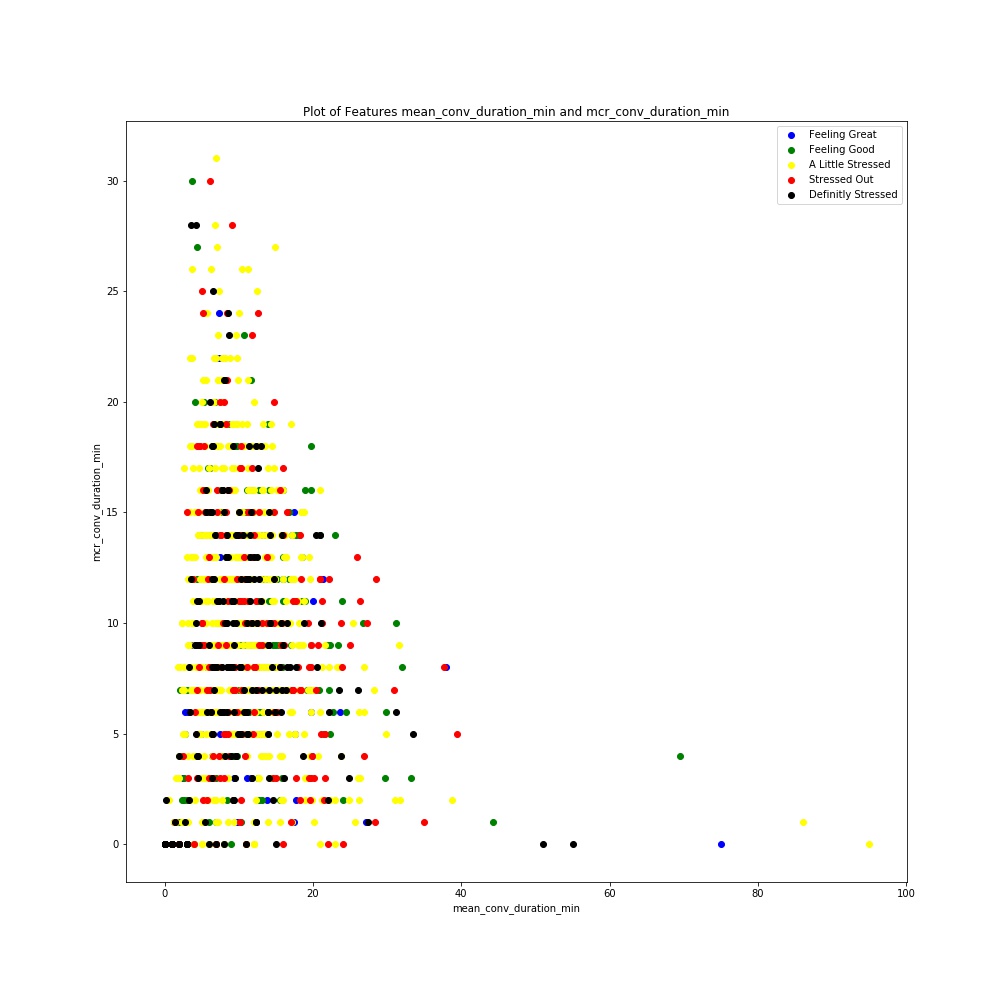 Plot of Features mean_conv_duration_min and mcr_conv_duration_min
Feeling Great
Feeling Good
A Little Stressed
Stressed Out
Definitly Stressed
30
25
20
15
10
5
0
mcr_conv_duration_min
0 20 40 60 80 100
mean_conv_duration_min